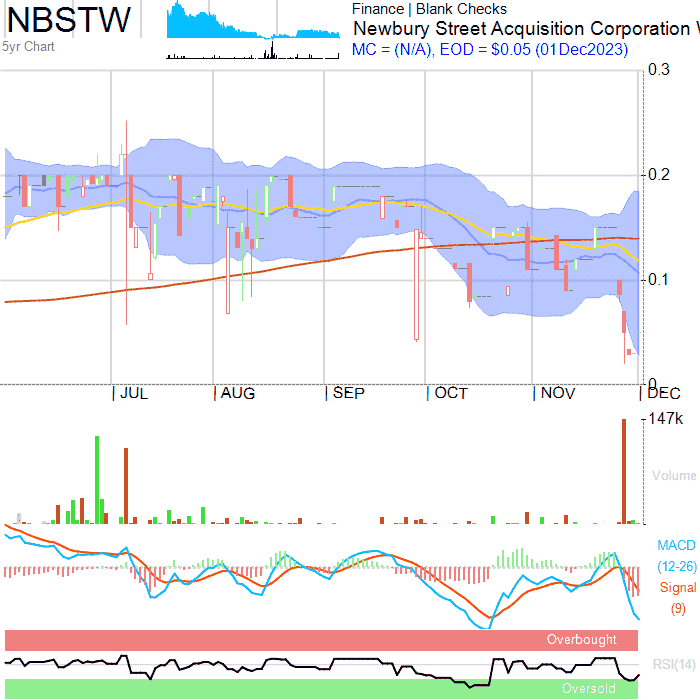 NBSTW
5yr Chart
Finance | Blank Checks
Newbury Street Acquisition Corporation W
MC = (N/A), EOD = $0.05 (01Dec2023)
0.3
0.2
0.1
0
JUL AUG SEP OCT NOV DEC
147k
Volume
MACD
(12-26)
Signal
(9)
Overbought
RSI(14)
Oversold